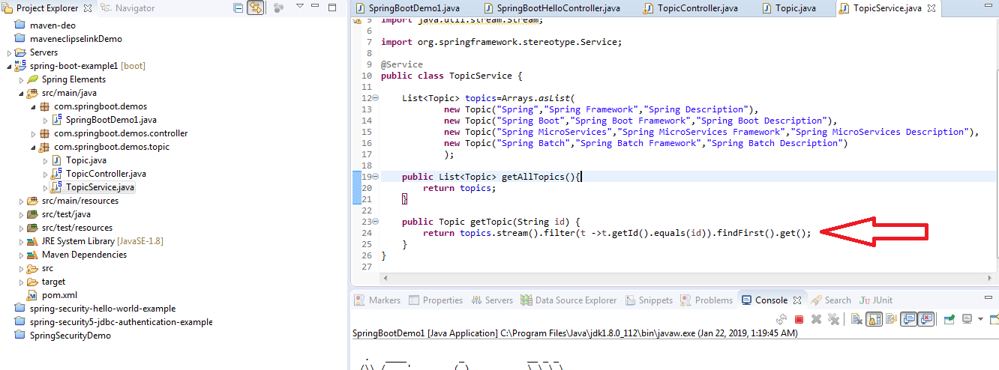 Project Explorer
Navigator
maven-deo
maveneclipselinkDemo
Servers
spring-boot-example1 [boot]
Spring Elements
src/main/java
com.springboot.demos
SpringBootDemo1.java
com.springboot.demos.controller
com.springboot.demos.topic
Topic.java
TopicController.java
TopicService.java
src/main/resources
src/test/java
src/test/resources
JRE System Library [JavaSE-1.8]
Maven Dependencies
src
target
pom.xml
spring-security-hello-world-example
spring-security5-jdbc-authentication-example
SpringSecurityDemo
SpringBootDemo1.java
SpringBootHelloController.java
TopicController.java
Topic.java
TopicService.java
5 import java.util.stream.Stream;
6
7 import org.springframework.stereotype.Service;
8
9 @Service
10 public class TopicService {
11
12 List<Topic> topics=Arrays.asList(
13 new Topic("Spring","Spring Framework","Spring Description"),
14 new Topic("Spring Boot","Spring Boot Framework","Spring Boot Description"),
15 new Topic("Spring MicroServices","Spring MicroServices Framework","Spring MicroServices Description"),
16 new Topic("Spring Batch","Spring Batch Framework","Spring Batch Description")
17 );
18
19 public List<Topic> getAllTopics(){
20 return topics;
21 }
22
23 public Topic getTopic(String id) {
24 return topics.stream().filter(t ->t.getId().equals(id)).findFirst().get();
25 }
26 }
27
Markers
Properties
Servers
Data Source Explorer
Snippets
Problems
Console
Search
JUnit
SpringBootDemo1 [Java Application] C:\Program Files\Java\jdk1.8.0_112\bin\javaw.exe (Jan 22, 2019, 1:19:45 AM)